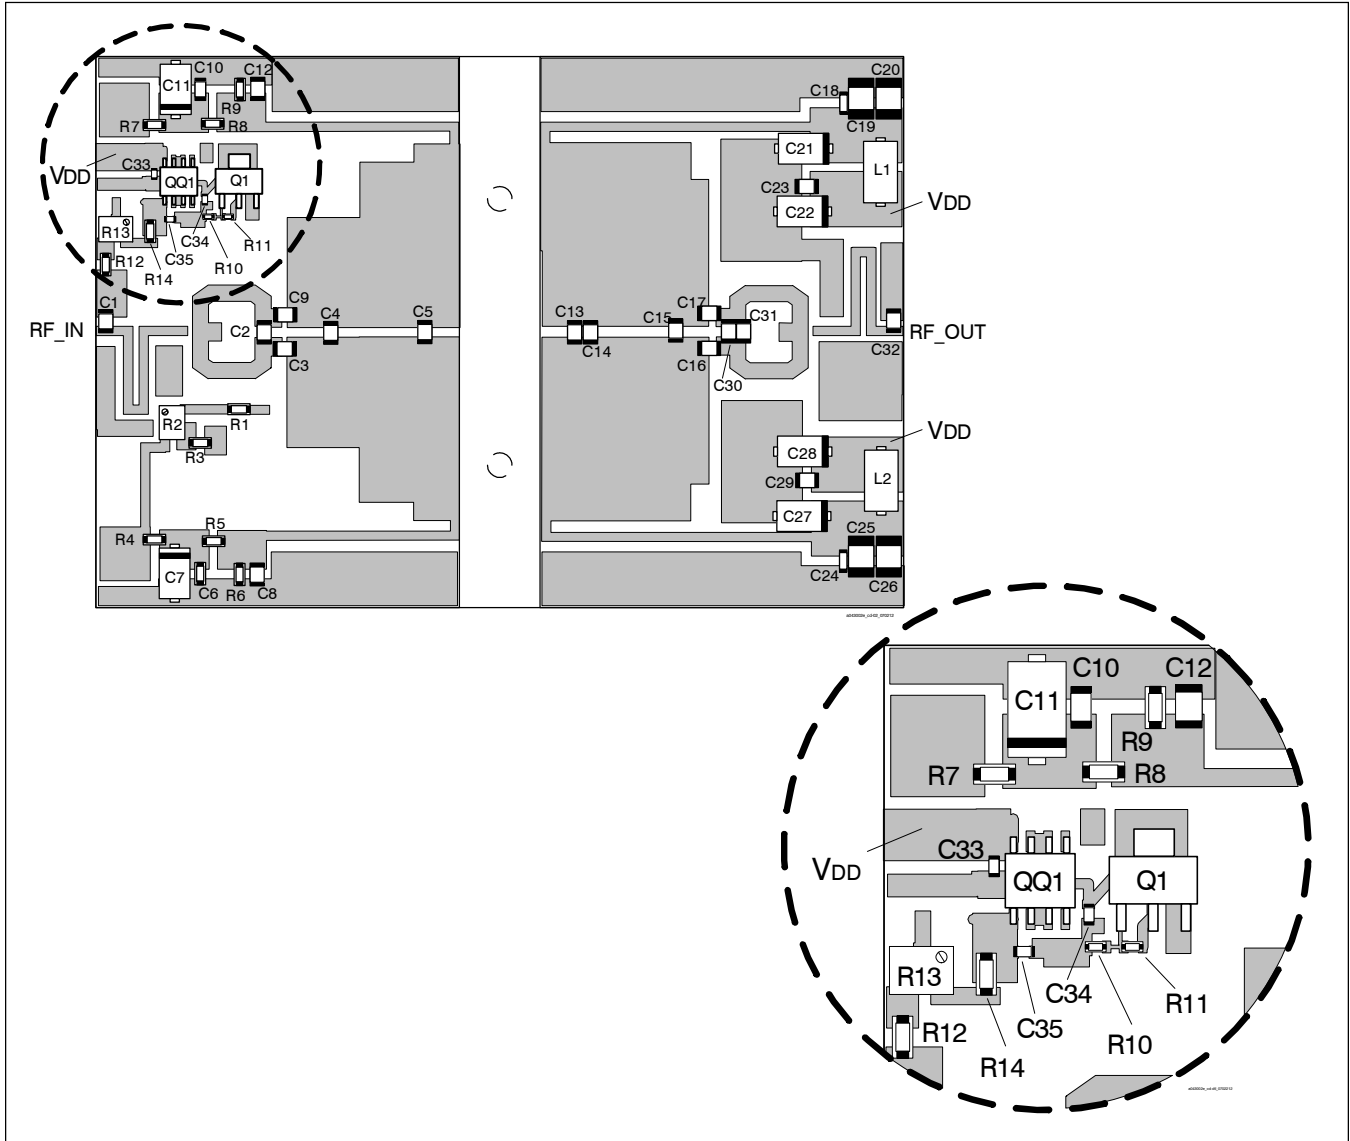 C10 C12
C11
R9
R7 R8
VDD C33
QQ1 Q1
R13 C34 R11
C35 R10
R12 R14
C1 C9
RF_IN C2 C4 C5
C3
R2 R1
R3
R4 R5
C7 C6 R6 C8
C18 C20
C19
C21 L1
C23 VDD
C22
C17 C31
C13 C15 RF_OUT
C14 C16 C32
C30
VDD
C28
C29 L2
C27
C25
C24 C26
C10 C12
C11
R9
R7 R8
VDD C33
QQ1 Q1
R13
C34 R11
R12 C35 R10
R14